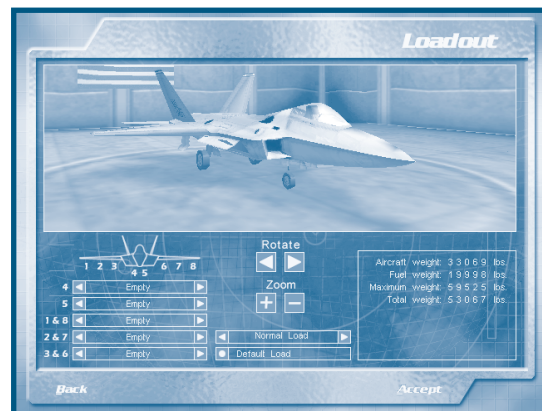 Loadout
Rotate
Zoom
1 2 3 4 5 6 7 8
4 Empty
5 Empty
1 & 8 Empty
2 & 7 Empty
3 & 6 Empty
Normal Load
Default Load
Aircraft weight: 33069 lbs.
Fuel weight: 19998 lbs.
Maximum weight: 59525 lbs.
Total weight: 53067 lbs.
Back
Accept